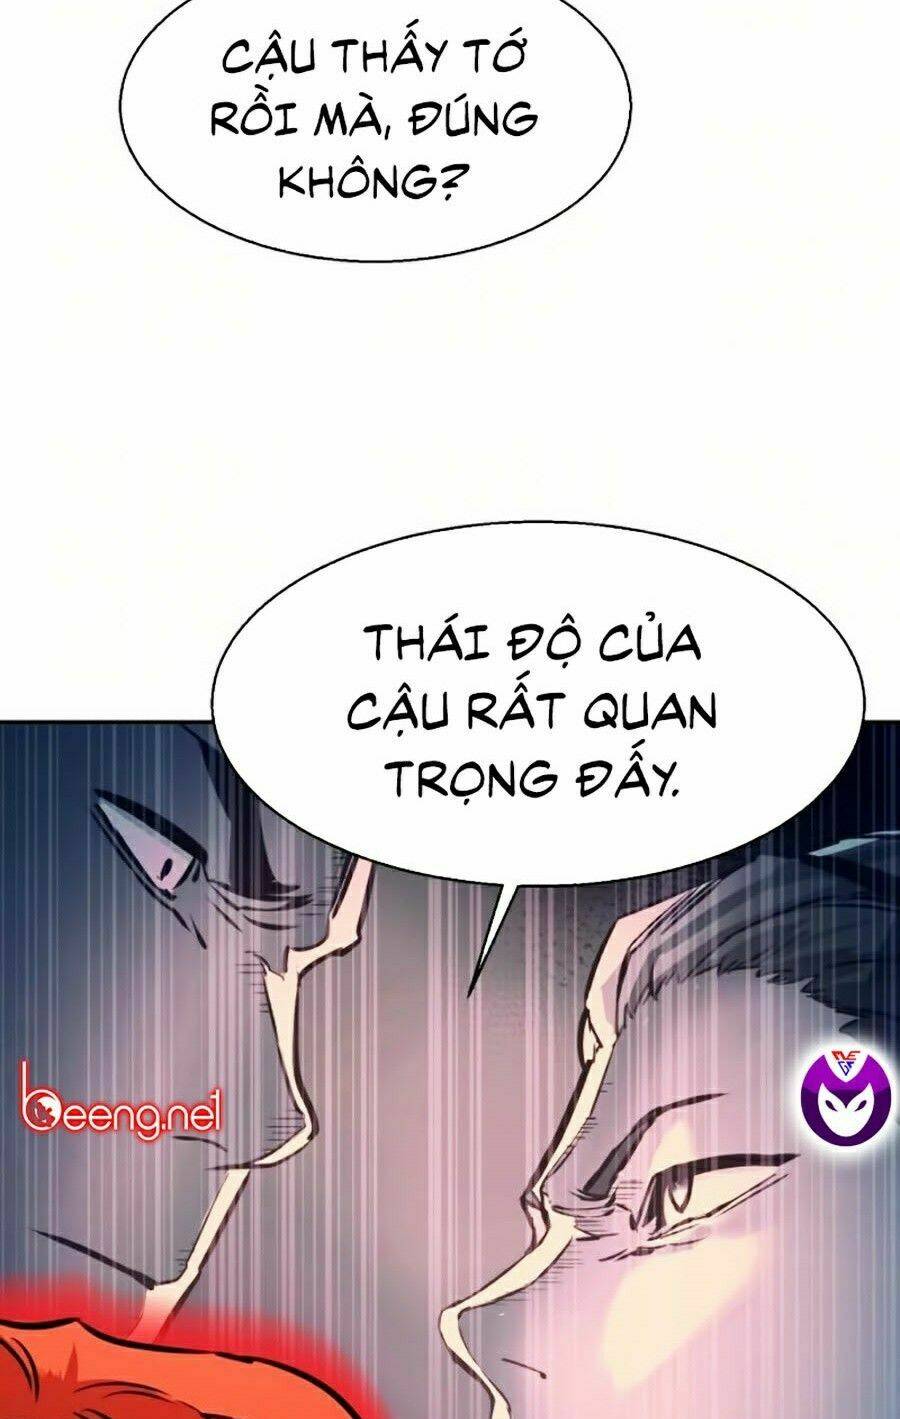 CẬU THẤY TỚ
RỒI MÀ, ĐÚNG
KHÔNG?
THÁI ĐỘ CỦA
CẬU RẤT QUAN
TRỌNG ĐẤY.
beeng.net